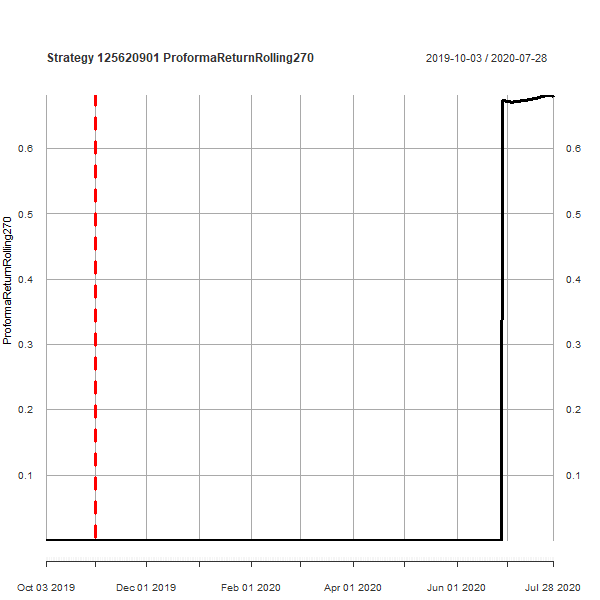 Strategy 125620901 ProformaReturnRolling270
2019-10-03 / 2020-07-28
ProformaReturnRolling270
0.6
0.5
0.4
0.3
0.2
0.1
0.6
0.5
0.4
0.3
0.2
0.1
Oct 03 2019
Dec 01 2019
Feb 01 2020
Apr 01 2020
Jun 01 2020
Jul 28 2020